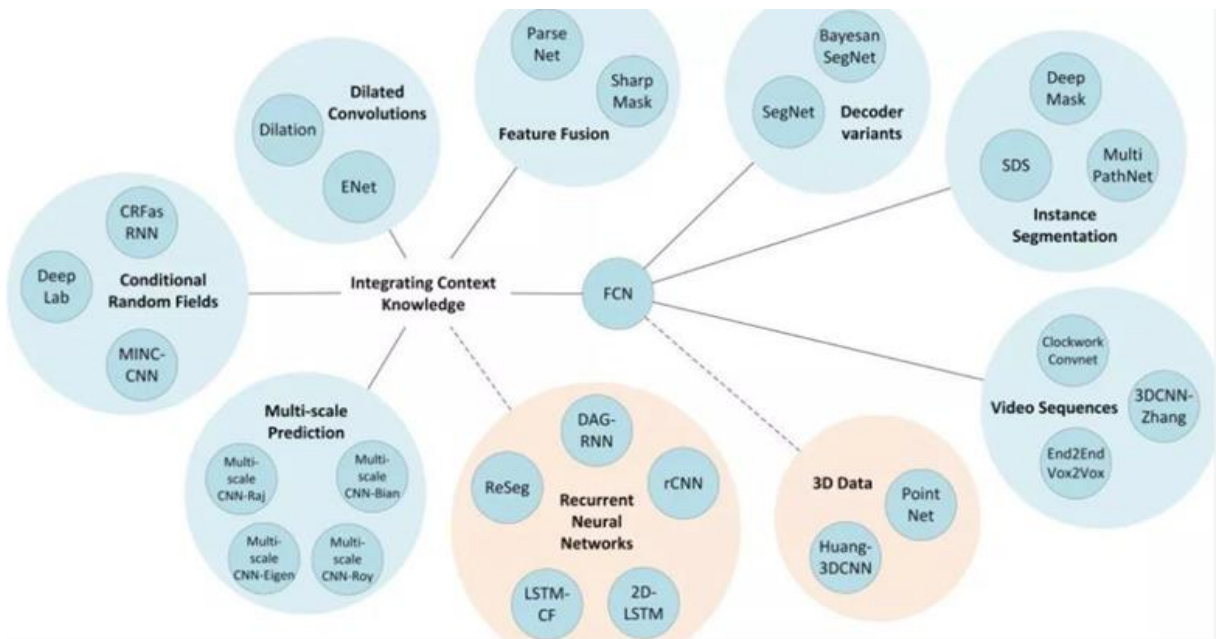 Parse
Net
Sharp
Mask
Feature Fusion
Bayesan
SegNet
SegNet
Decoder
variants
Deep
Mask
SDS
Multi
PathNet
Instance
Segmentation
Dilated
Convolutions
Dilation
ENet
CRFas
RNN
Deep
Lab
Conditional
Random Fields
MINC-
CNN
Integrating Context
Knowledge
FCN
Clockwork
Convnet
Video Sequences
3DCNN-
Zhang
End2End
Vox2Vox
Multi-scale
Prediction
Multi-
scale
CNN-Raj
Multi-
scale
CNN-Bian
Multi-
scale
CNN-Eigen
Multi-
scale
CNN-Roy
DAG-
RNN
ReSeg
rCNN
Recurrent
Neural
Networks
LSTM-
CF
2D-
LSTM
3D Data
Point
Net
Huang-
3DCNN